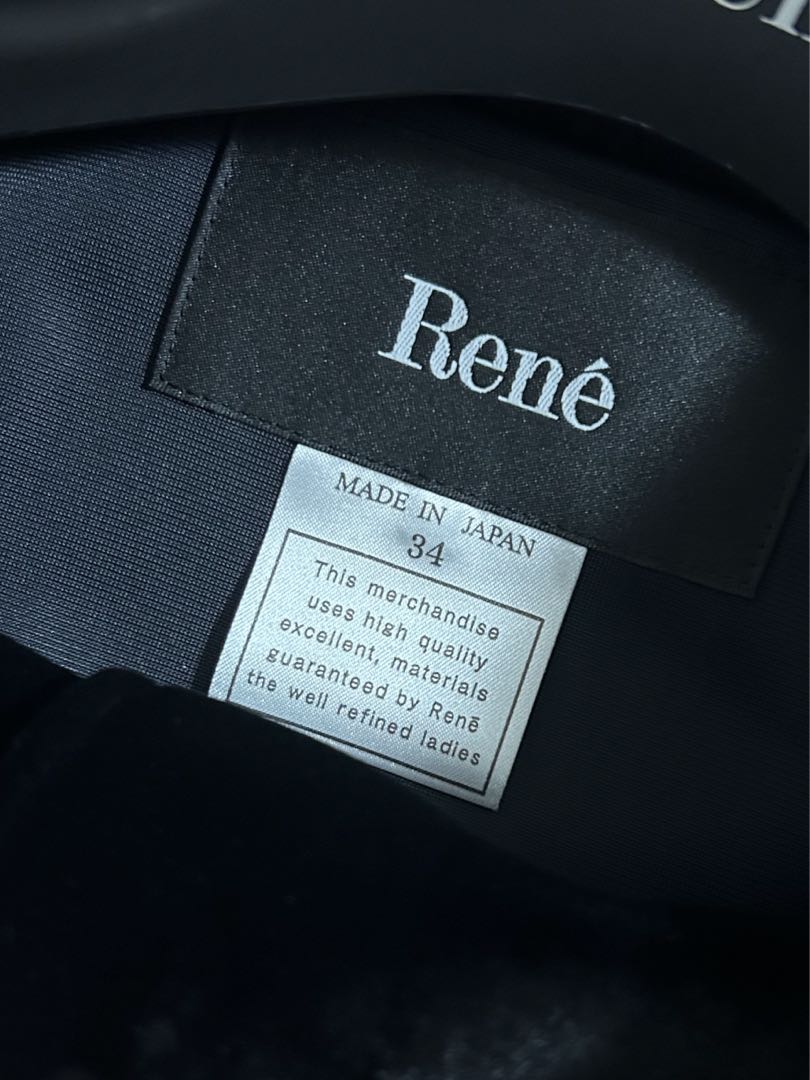 René
MADE IN JAPAN
34
This merchandise
uses high quality
excellent, materials
guaranteed by Renē
the well refined ladies